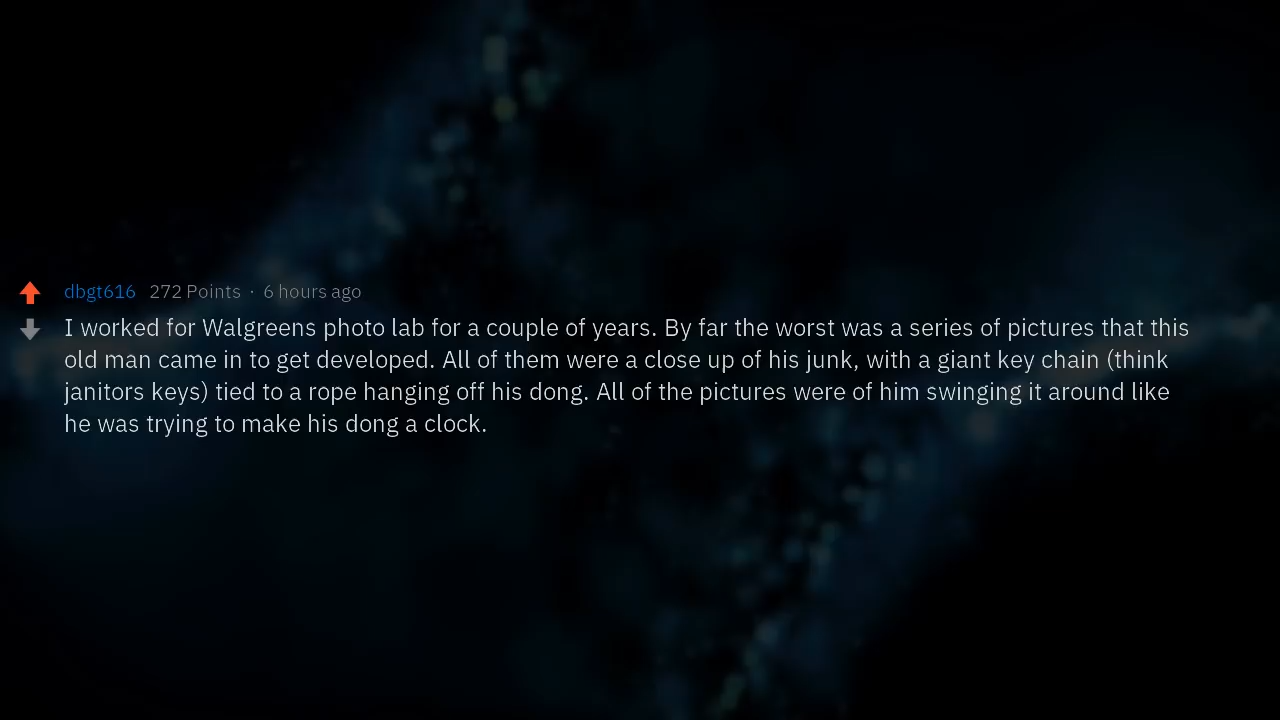 dbgt616 272 Points · 6 hours ago
I worked for Walgreens photo lab for a couple of years. By far the worst was a series of pictures that this
old man came in to get developed. All of them were a close up of his junk, with a giant key chain (think
janitors keys) tied to a rope hanging off his dong. All of the pictures were of him swinging it around like
he was trying to make his dong a clock.